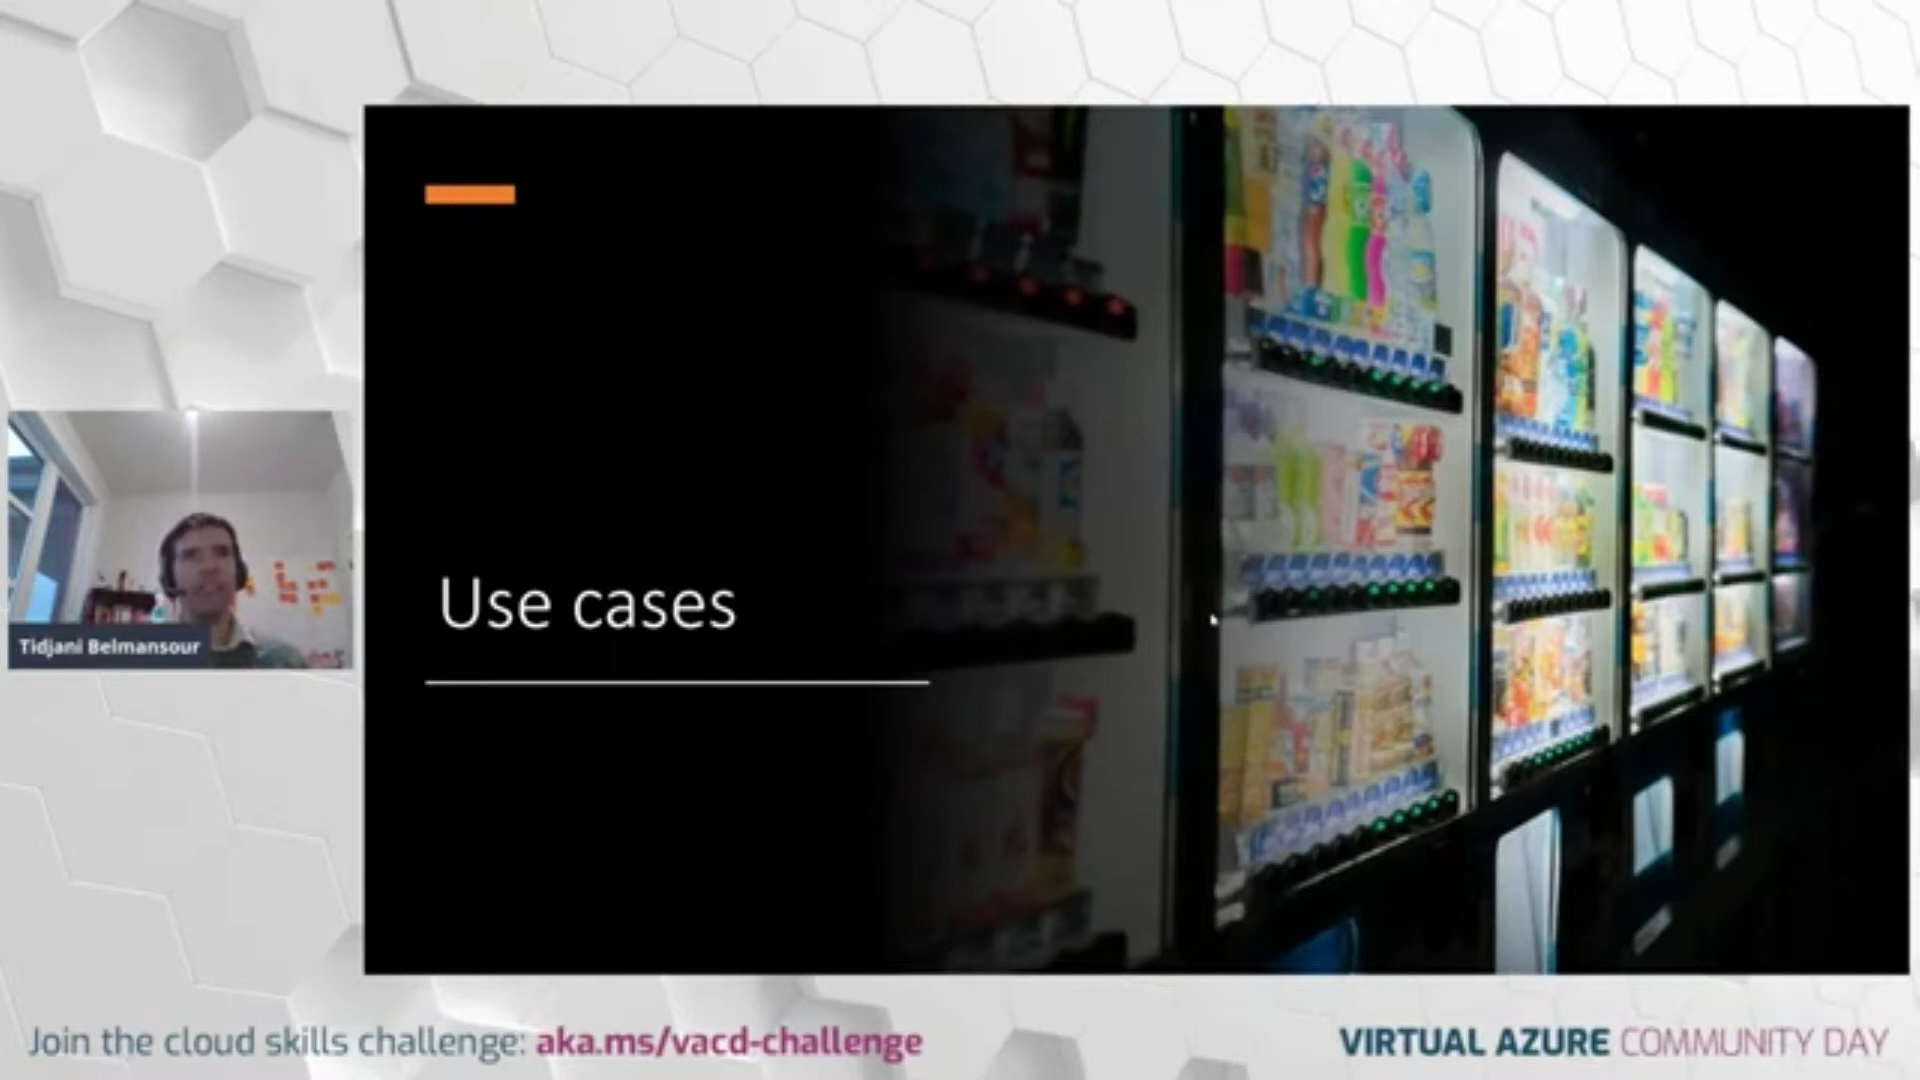 Use cases
Tidjani Belmansour
Join the cloud skills challenge: aka.ms/vacd-challenge
VIRTUAL AZURE COMMUNITY DAY